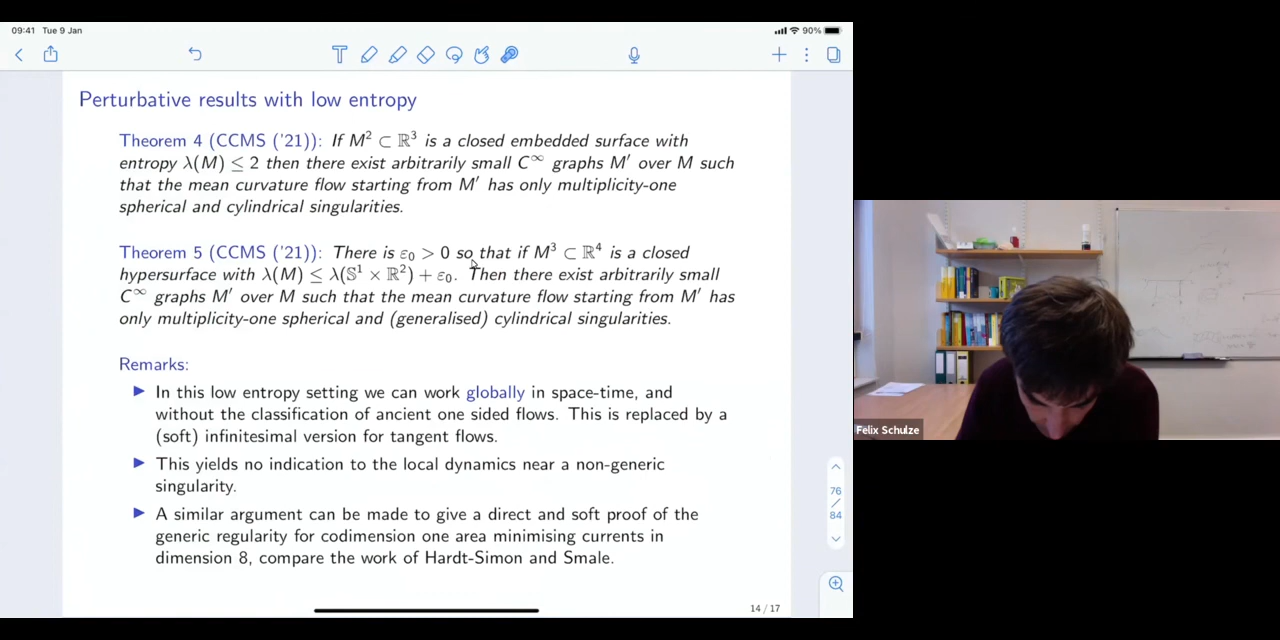 09:41 Tue 9 Jan
90%
Perturbative results with low entropy
Theorem 4 (CCMS ('21)): If M² ⊂ ℝ³ is a closed embedded surface with
entropy λ(M) ≤ 2 then there exist arbitrarily small C^∞ graphs M′ over M such
that the mean curvature flow starting from M′ has only multiplicity-one
spherical and cylindrical singularities.
Theorem 5 (CCMS ('21)): There is ε₀ > 0 so that if M³ ⊂ ℝ⁴ is a closed
hypersurface with λ(M) ≤ λ(𝕊¹ × ℝ²) + ε₀. Then there exist arbitrarily small
C^∞ graphs M′ over M such that the mean curvature flow starting from M′ has
only multiplicity-one spherical and (generalised) cylindrical singularities.
Remarks:
▶ In this low entropy setting we can work globally in space-time, and
without the classification of ancient one sided flows. This is replaced by a
(soft) infinitesimal version for tangent flows.
▶ This yields no indication to the local dynamics near a non-generic
singularity.
▶ A similar argument can be made to give a direct and soft proof of the
generic regularity for codimension one area minimising currents in
dimension 8, compare the work of Hardt-Simon and Smale.
76
/
84
14 / 17
Felix Schulze